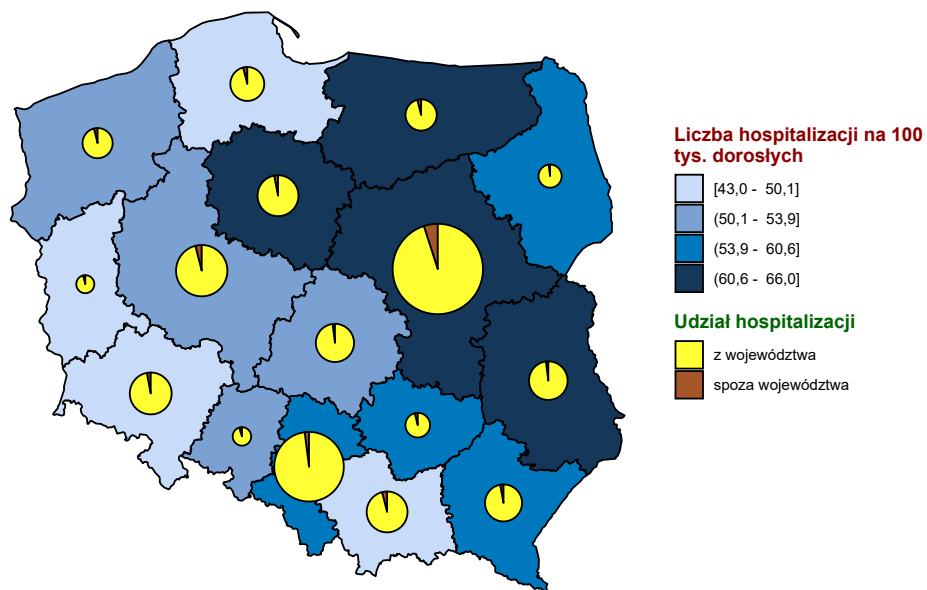 Liczba hospitalizacji na 100
tys. dorosłych
[43,0 - 50,1]
(50,1 - 53,9]
(53,9 - 60,6]
(60,6 - 66,0]
Udział hospitalizacji
z województwa
spoza województwa